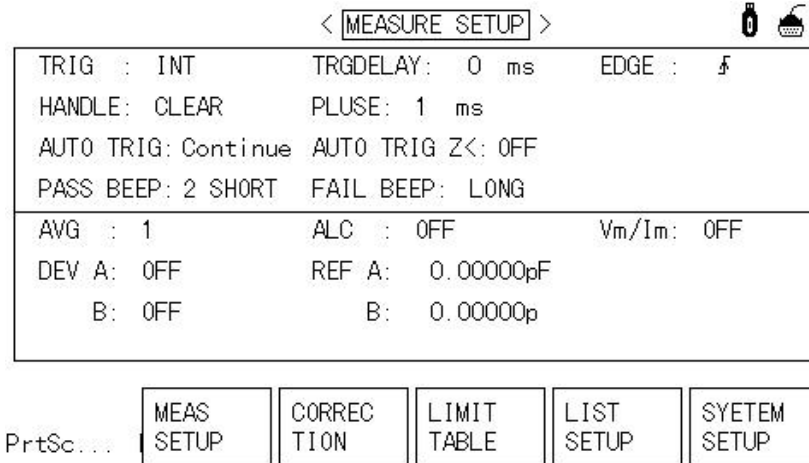 < MEASURE SETUP >
TRIG : INT TRGDELAY: 0 ms EDGE :
HANDLE: CLEAR PLUSE: 1 ms
AUTO TRIG: Continue AUTO TRIG Z<: OFF
PASS BEEP: 2 SHORT FAIL BEEP: LONG
AVG : 1 ALC : OFF Vm/Im: OFF
DEV A: OFF REF A: 0.00000pF
B: OFF B: 0.00000p
MEAS SETUP
CORREC TION
LIMIT TABLE
LIST SETUP
SYETEM SETUP
PrtSc...